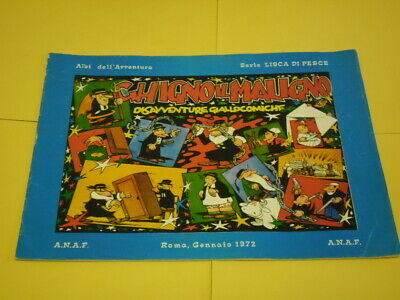 Albi dell'Avventura
Serie LISCA DI PESCE
GHIGNO IL MALIGNO
DISAVVENTURE GIALLOCOMICHE
A.N.A.F.
Roma, Gennaio 1972
A.N.A.F.